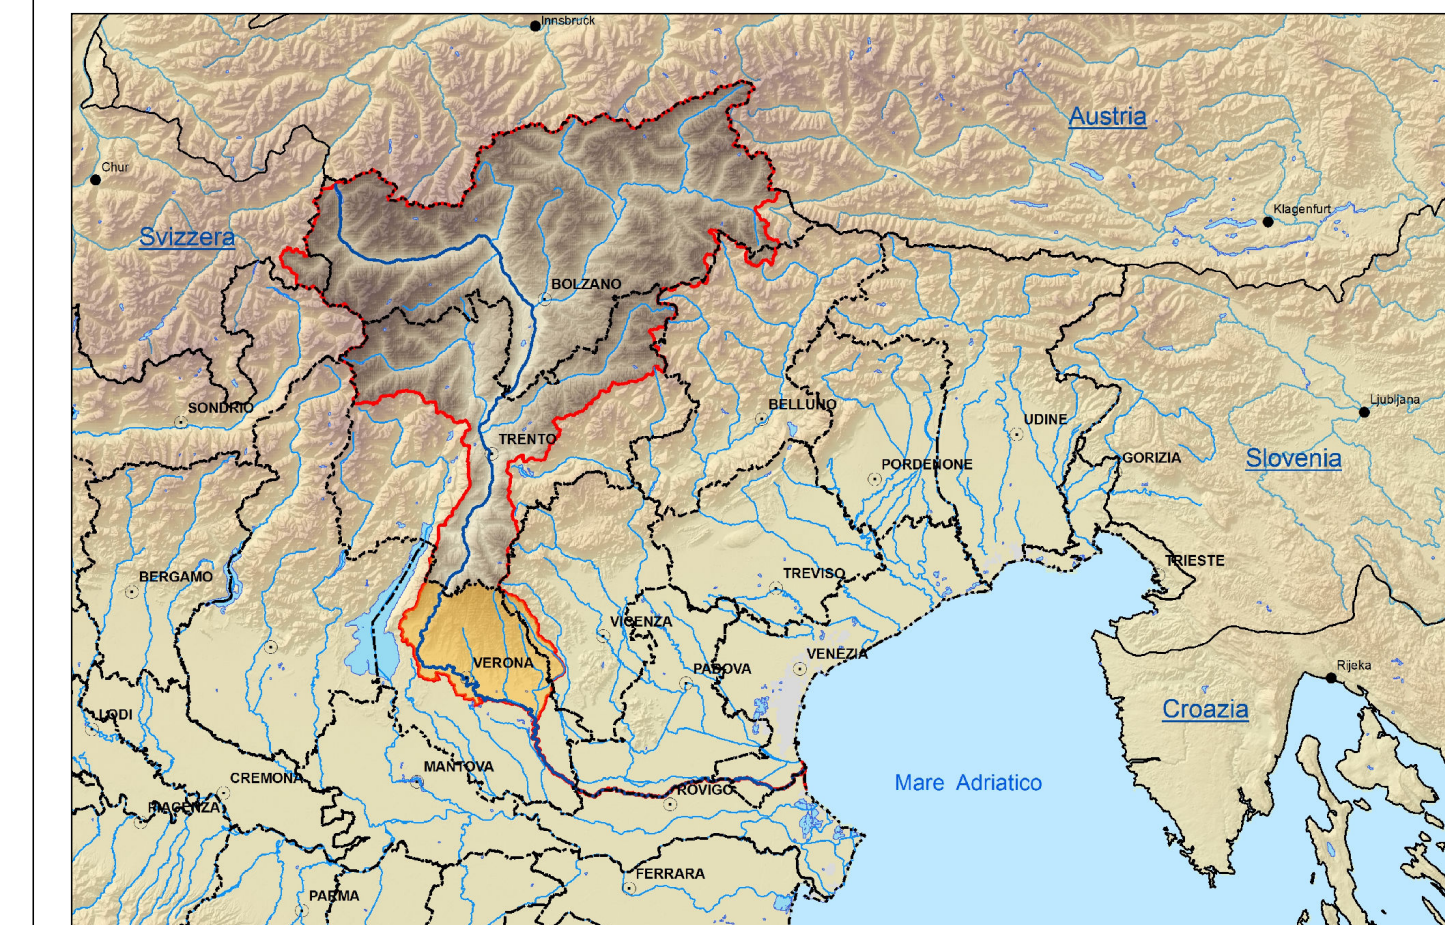 Innsbruck
Austria
Chur
Klagenfurt
Svizzera
BOLZANO
Ljubljana
SONDRIO
BELLUNO
UDINE
TRENTO
PORDENONE
GORIZIA
Slovenia
TRIESTE
BERGAMO
TREVISO
VICENZA
VENEZIA
VERONA
PADOVA
Rijeka
LODI
Croazia
MANTOVA
CREMONA
Mare Adriatico
ROVIGO
PIACENZA
FERRARA
PARMA